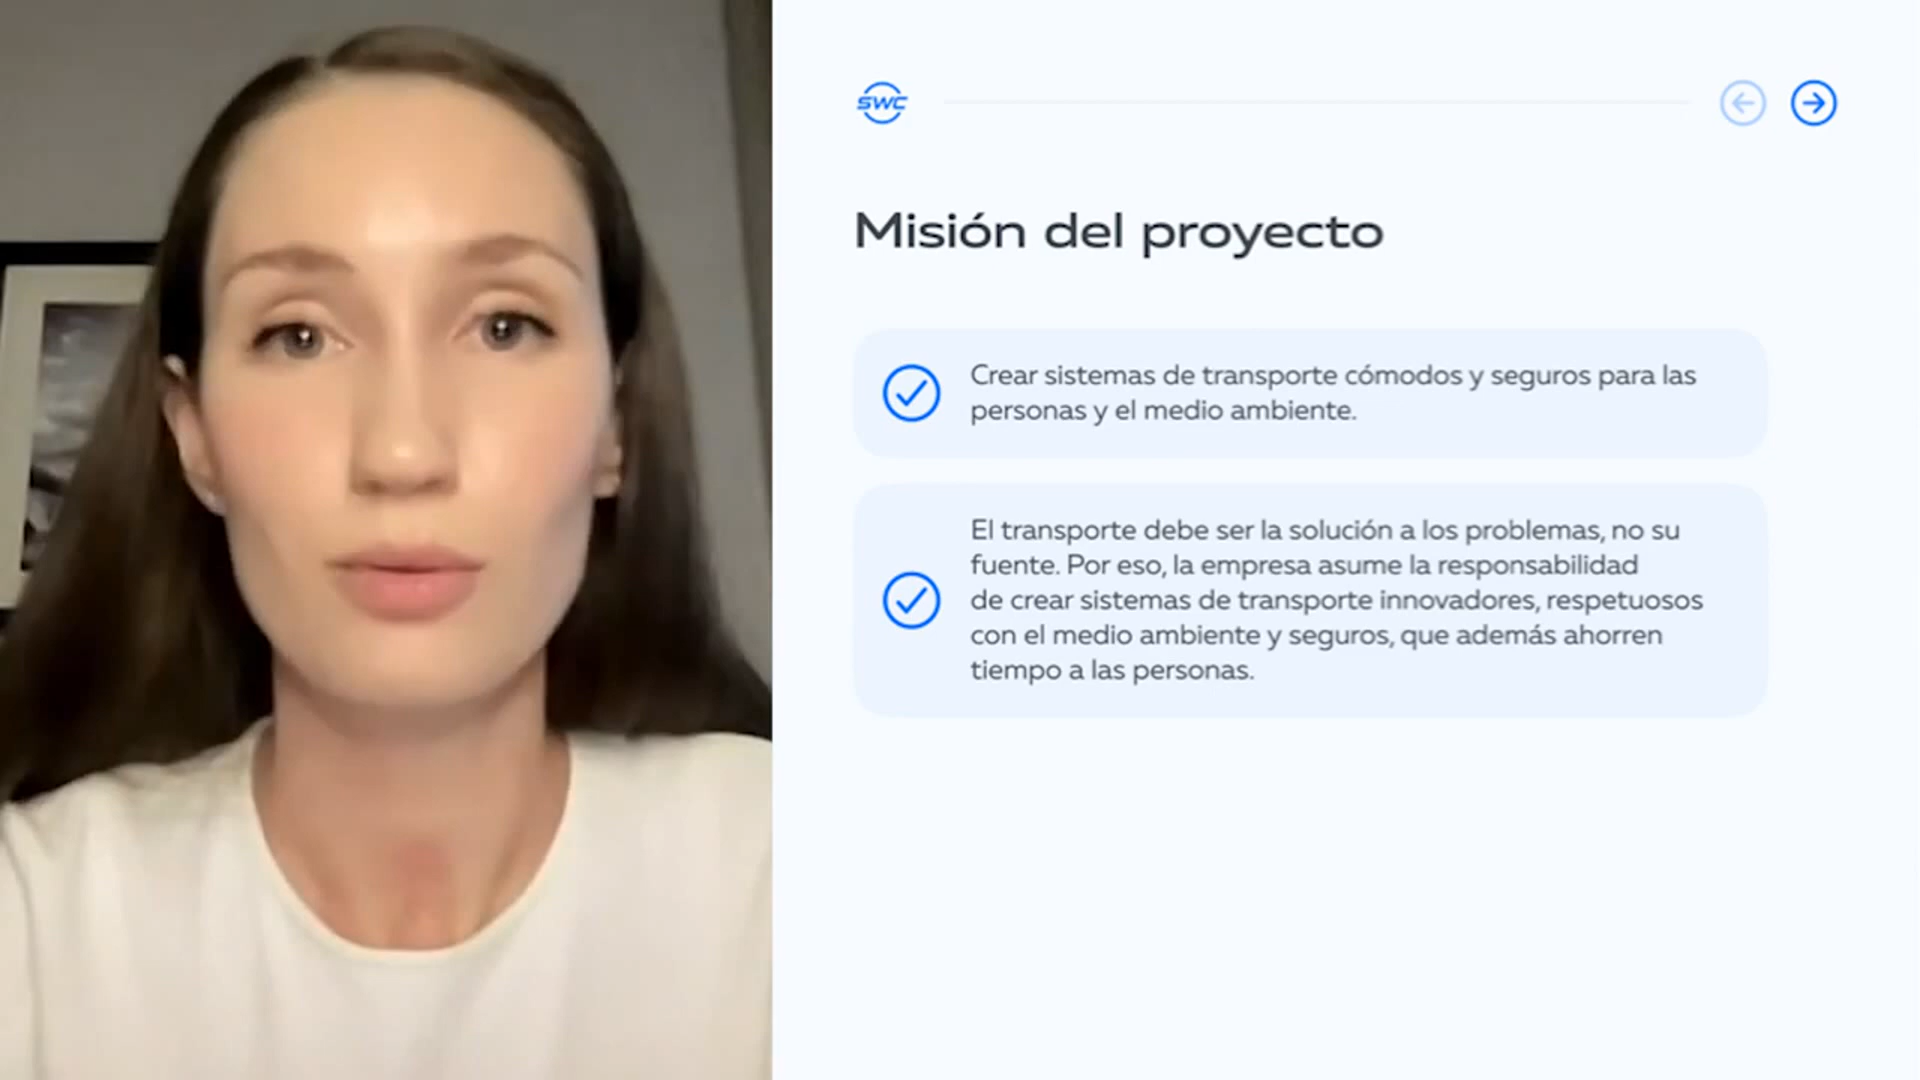 SWC
Misión del proyecto
Crear sistemas de transporte cómodos y seguros para las
personas y el medio ambiente.
El transporte debe ser la solución a los problemas, no su
fuente. Por eso, la empresa asume la responsabilidad
de crear sistemas de transporte innovadores, respetuosos
con el medio ambiente y seguros, que además ahorren
tiempo a las personas.